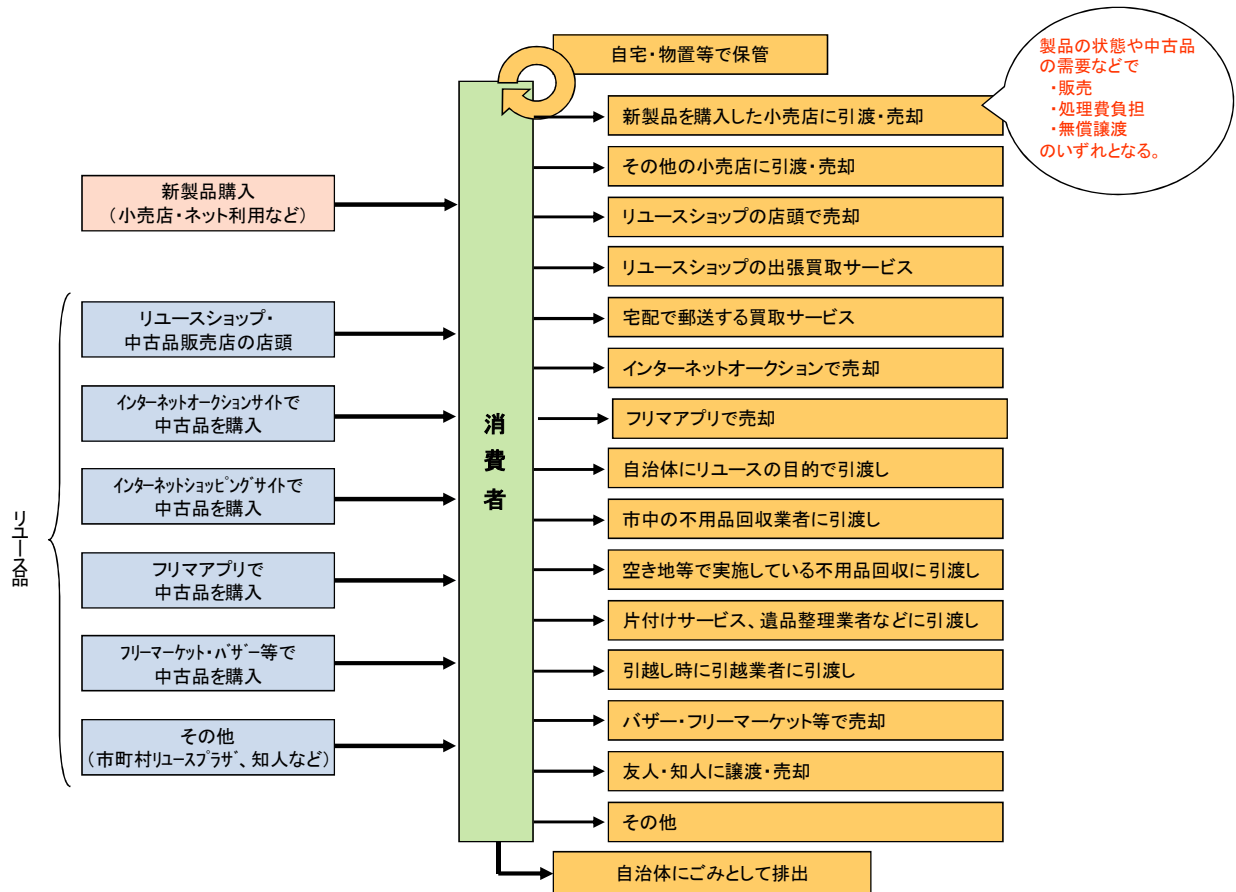 自宅・物置等で保管
製品の状態や中古品
の需要などで
・販売
・処理費負担
・無償譲渡
のいずれとなる。
新製品購入
（小売店・ネット利用など）
リユース品
リユースショップ・
中古品販売店の店頭
ｲﾝﾀｰﾈｯﾄｵｰｸｼｮﾝｻｲﾄで
中古品を購入
ｲﾝﾀｰﾈｯﾄｼｮｯﾋﾟﾝｸﾞｻｲﾄで
中古品を購入
フリマアプリで
中古品を購入
ﾌﾘｰﾏｰｹｯﾄ・ﾊﾞｻﾞｰ等で
中古品を購入
その他
（市町村ﾘﾕｰｽﾌﾟﾗｻﾞ、知人など）
消費者
新製品を購入した小売店に引渡・売却
その他の小売店に引渡・売却
リユースショップの店頭で売却
リユースショップの出張買取サービス
宅配で郵送する買取サービス
インターネットオークションで売却
フリマアプリで売却
自治体にリユースの目的で引渡し
市中の不用品回収業者に引渡し
空き地等で実施している不用品回収に引渡し
片付けサービス、遺品整理業者などに引渡し
引越し時に引越業者に引渡し
バザー・フリーマーケット等で売却
友人・知人に譲渡・売却
その他
自治体にごみとして排出